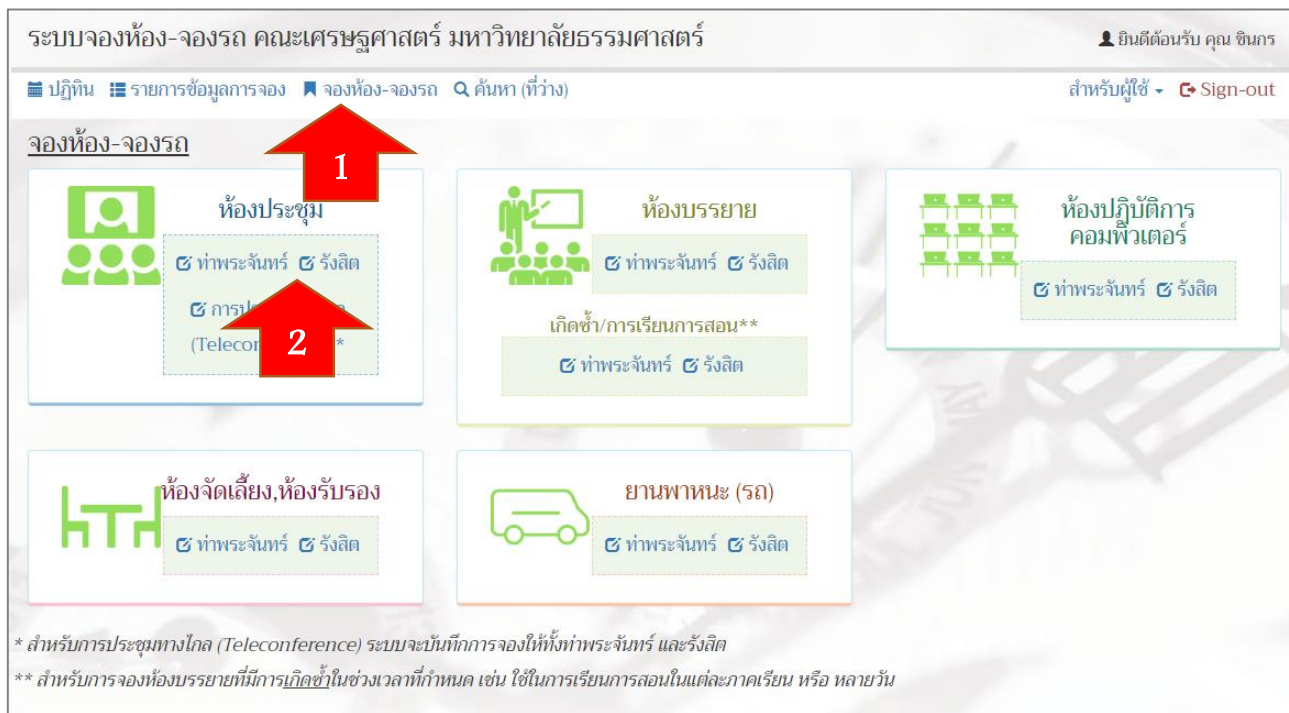 ระบบจองห้อง-จองรถ คณะเศรษฐศาสตร์ มหาวิทยาลัยธรรมศาสตร์
ยินดีต้อนรับ คุณ ชินกร
ปฏิทิน รายการข้อมูลการจอง จองห้อง-จองรถ ค้นหา (ที่ว่าง)
สำหรับผู้ใช้ Sign-out
จองห้อง-จองรถ
1
ห้องประชุม
ท่าพระจันทร์ รังสิต
2
ห้องบรรยาย
ท่าพระจันทร์ รังสิต
เกิดซ้ำ/การเรียนการสอน**
ท่าพระจันทร์ รังสิต
ห้องปฏิบัติการ
คอมพิวเตอร์
ท่าพระจันทร์ รังสิต
ห้องจัดเลี้ยง,ห้องรับรอง
ท่าพระจันทร์ รังสิต
ยานพาหนะ (รถ)
ท่าพระจันทร์ รังสิต
* สำหรับการประชุมทางไกล (Teleconference) ระบบจะบันทึกการจองให้ทั้งท่าพระจันทร์ และรังสิต
** สำหรับการจองห้องบรรยายที่มีการเกิดซ้ำในช่วงเวลาที่กำหนด เช่น ใช้ในการเรียนการสอนในแต่ละภาคเรียน หรือ หลายวัน